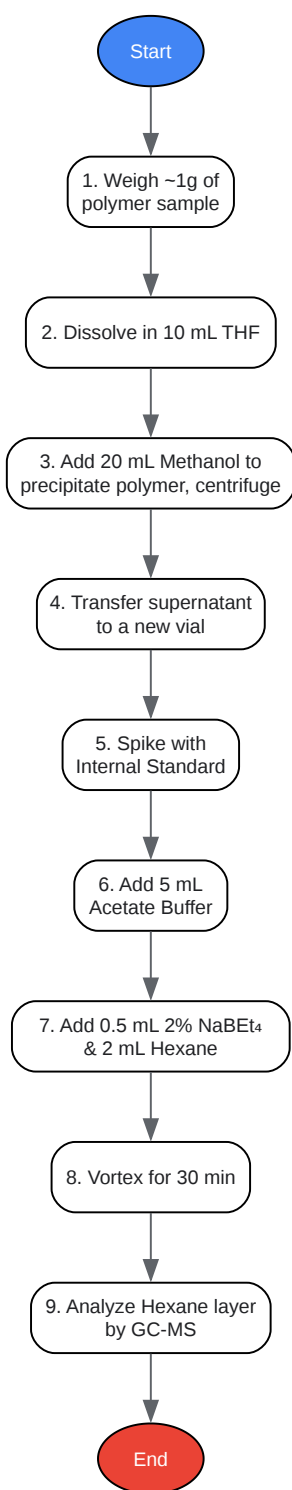 Start
1. Weigh ~1g of
polymer sample
2. Dissolve in 10 mL THF
3. Add 20 mL Methanol to
precipitate polymer, centrifuge
4. Transfer supernatant
to a new vial
5. Spike with
Internal Standard
6. Add 5 mL
Acetate Buffer
7. Add 0.5 mL 2% NaBEt₄
& 2 mL Hexane
8. Vortex for 30 min
9. Analyze Hexane layer
by GC-MS
End